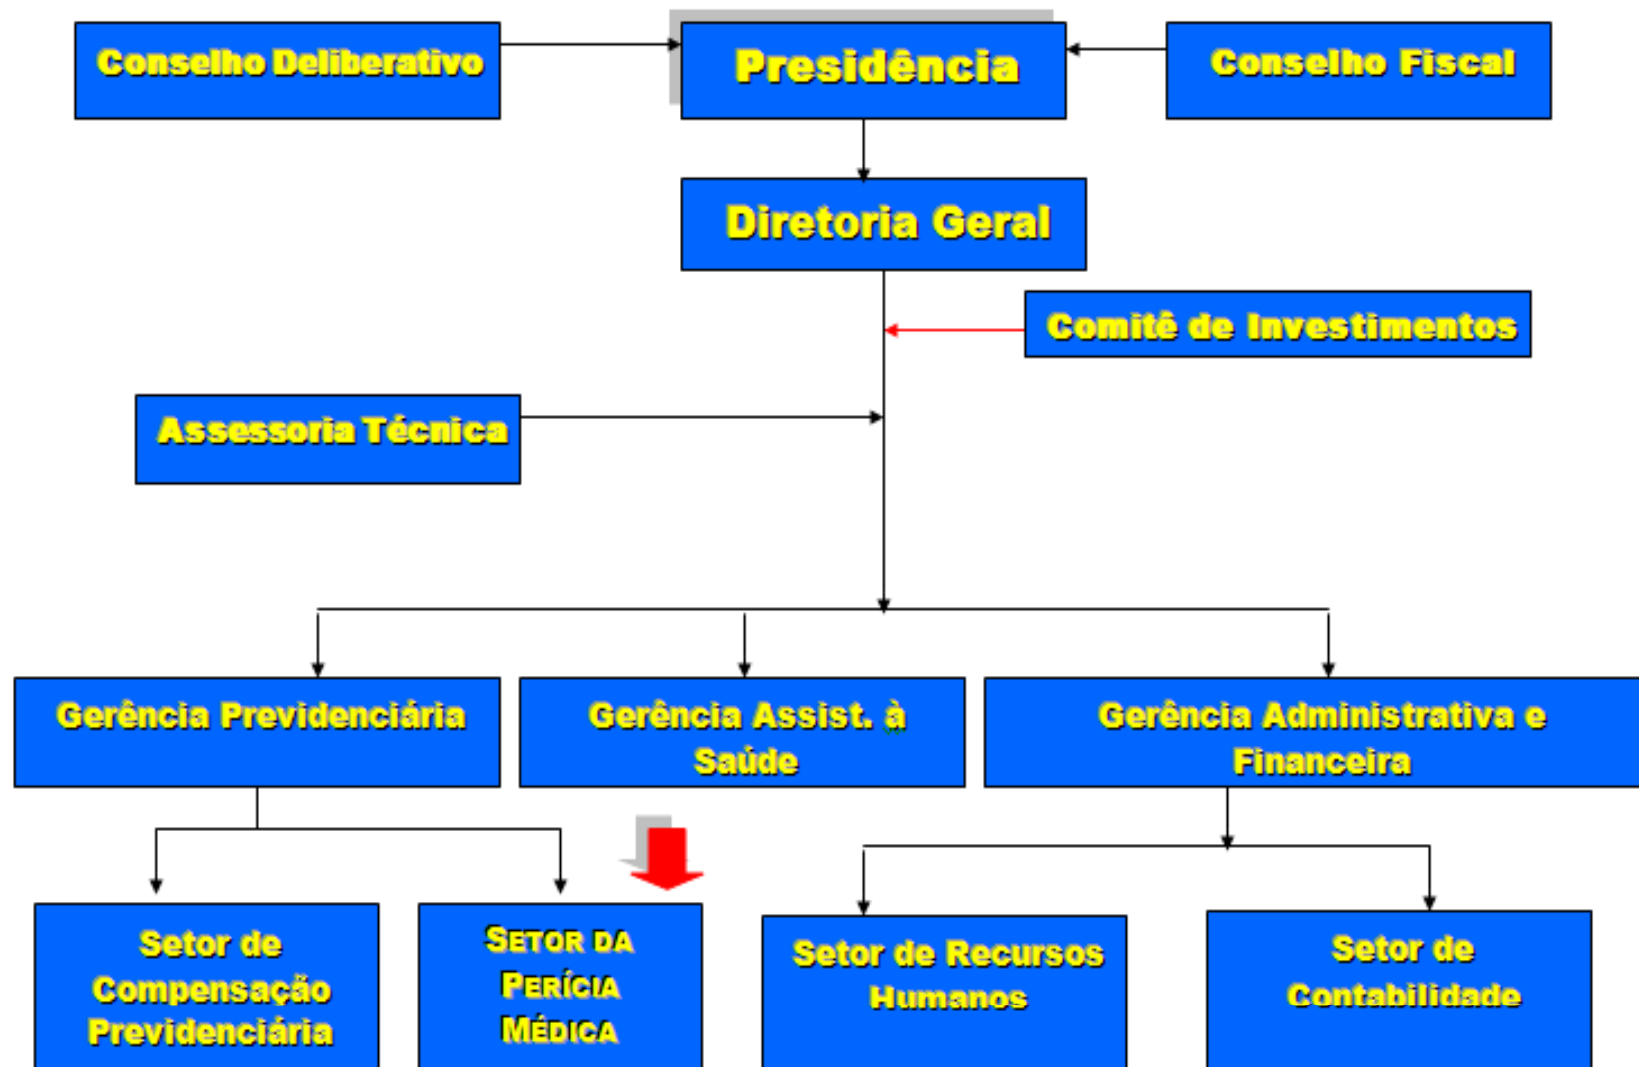 Conselho Deliberativo
Presidência
Conselho Fiscal
Diretoria Geral
Comitê de Investimentos
Assessoria Técnica
Gerência Previdenciária
Gerência Assist. à
Saúde
Gerência Administrativa e
Financeira
Setor de
Compensação
Previdenciária
SETOR DA
PERÍCIA
MÉDICA
Setor de Recursos
Humanos
Setor de
Contabilidade